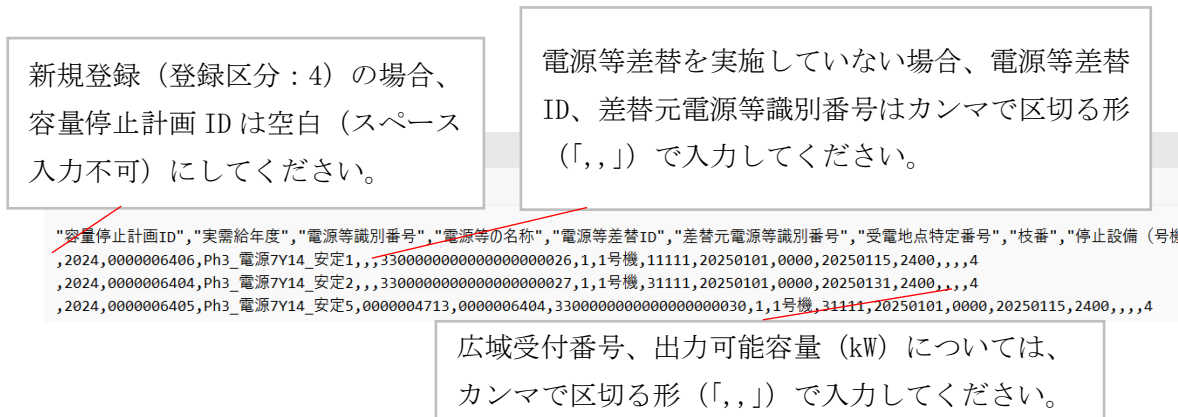 新規登録（登録区分：4）の場合、
容量停止計画 ID は空白（スペース
入力不可）にしてください。
電源等差替を実施していない場合、電源等差替
ID、差替元電源等識別番号はカンマで区切る形
（「,,」）で入力してください。
"容量停止計画ID","実需給年度","電源等識別番号","電源等の名称","電源等差替ID","差替元電源等識別番号","受電地点特定番号","枝番","停止設備（号機
,2024,0000006406,Ph3_電源7Y14_安定1,,,3300000000000000000026,1,1号機,11111,20250101,0000,20250115,2400,,,,4
,2024,0000006404,Ph3_電源7Y14_安定2,,,3300000000000000000027,1,1号機,31111,20250101,0000,20250131,2400,,,,4
,2024,0000006405,Ph3_電源7Y14_安定5,0000004713,0000006404,3300000000000000000030,1,1号機,31111,20250101,0000,20250115,2400,,,,4
広域受付番号、出力可能容量（kW）については、
カンマで区切る形（「,,」）で入力してください。